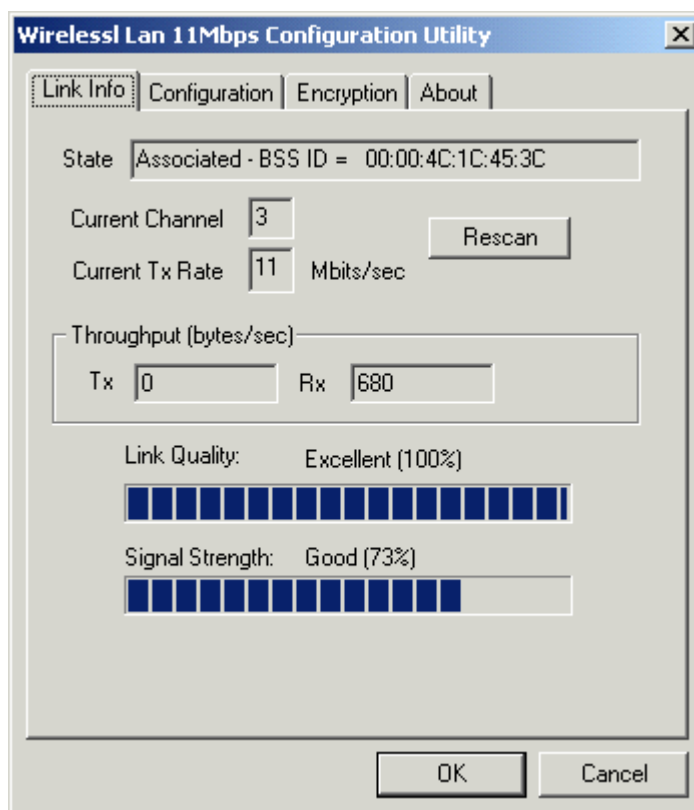 Wirelessl Lan 11Mbps Configuration Utility
Link Info Configuration Encryption About
State Associated - BSS ID = 00:00:4C:1C:45:3C
Current Channel 3
Rescan
Current Tx Rate 11 Mbits/sec
Throughput (bytes/sec)
Tx 0 Rx 680
Link Quality: Excellent (100%)
Signal Strength: Good (73%)
OK Cancel